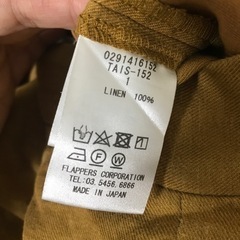 0291416152
TAIS-152
1
LINEN 100%
FLAPPERS CORPORATION
TEL: 03.5456.6866
MADE IN JAPAN